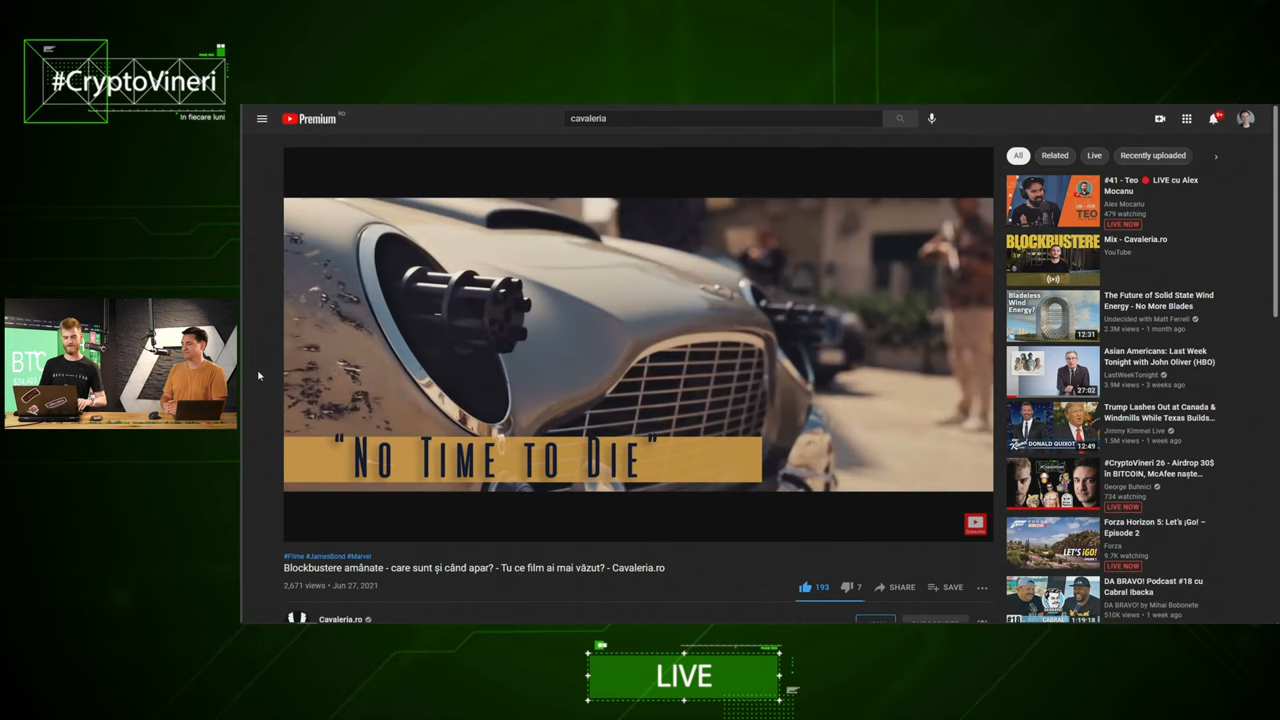 #CryptoVineri
în fiecare luni
Premium
RO
cavaleria
9+
All
Related
Live
Recently uploaded
#41 - Teo 🔴 LIVE cu Alex
Mocanu
Alex Mocanu
479 watching
LIVE NOW
TEO
BLOCKBUSTERE
Mix - Cavaleria.ro
YouTube
Bladeless
Wind
Energy?
12:31
The Future of Solid State Wind
Energy - No More Blades
Undecided with Matt Ferrell
2.3M views • 1 month ago
27:02
Asian Americans: Last Week
Tonight with John Oliver (HBO)
LastWeekTonight
3.9M views • 3 weeks ago
DONALD QUIXOT
12:49
Trump Lashes Out at Canada &
Windmills While Texas Builds...
Jimmy Kimmel Live
1.5M views • 1 week ago
#CryptoVineri 26 - Airdrop 30$
în BITCOIN, McAfee naște...
George Buhnici
734 watching
LIVE NOW
LET'S ¡GO!
Forza Horizon 5: Let's ¡Go! –
Episode 2
Forza
9.7K watching
LIVE NOW
#18
CABRAL
1:19:18
DA BRAVO! Podcast #18 cu
Cabral Ibacka
DA BRAVO! by Mihai Bobonete
510K views • 1 week ago
BTC
"No Time to Die"
Subscribe
#Filme #JamesBond #Marvel
Blockbustere amânate - care sunt și când apar? - Tu ce film ai mai văzut? - Cavaleria.ro
2,671 views • Jun 27, 2021
193
7
SHARE
SAVE
Cavaleria.ro
LIVE